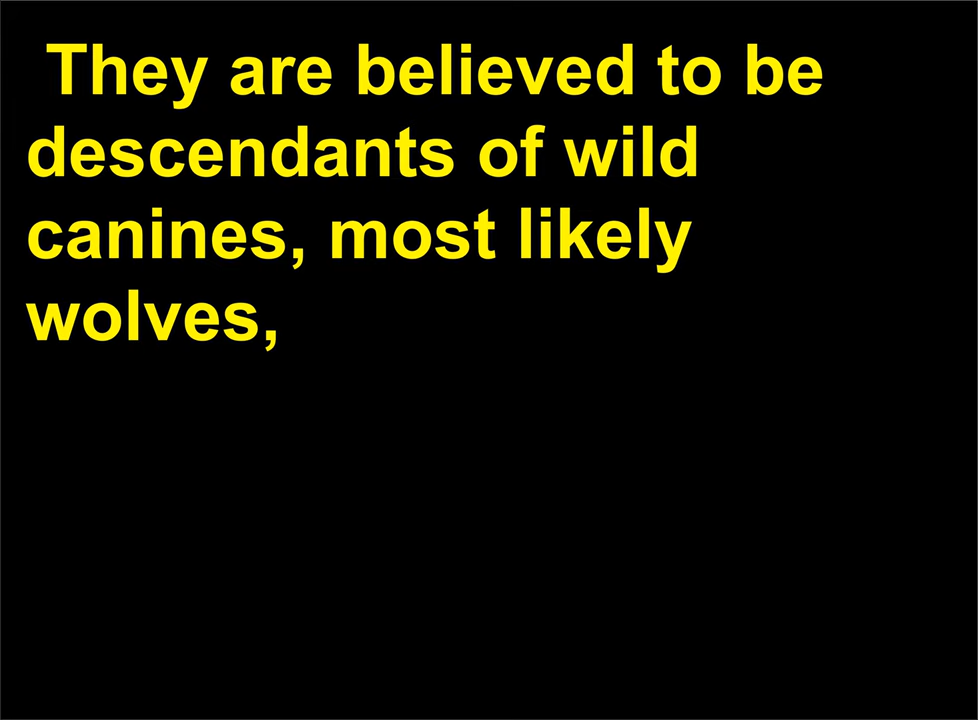 They are believed to be
descendants of wild
canines, most likely
wolves,